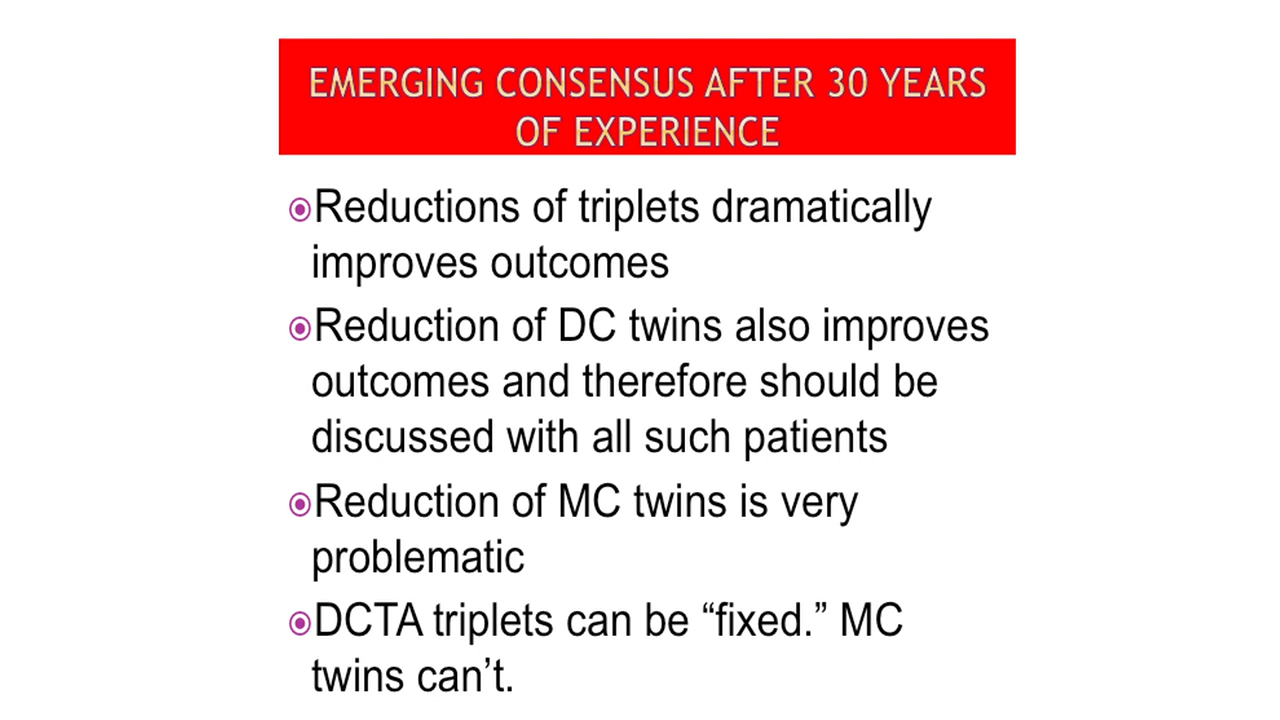 EMERGING CONSENSUS AFTER 30 YEARS
OF EXPERIENCE
Reductions of triplets dramatically
improves outcomes
Reduction of DC twins also improves
outcomes and therefore should be
discussed with all such patients
Reduction of MC twins is very
problematic
DCTA triplets can be “fixed.” MC
twins can’t.